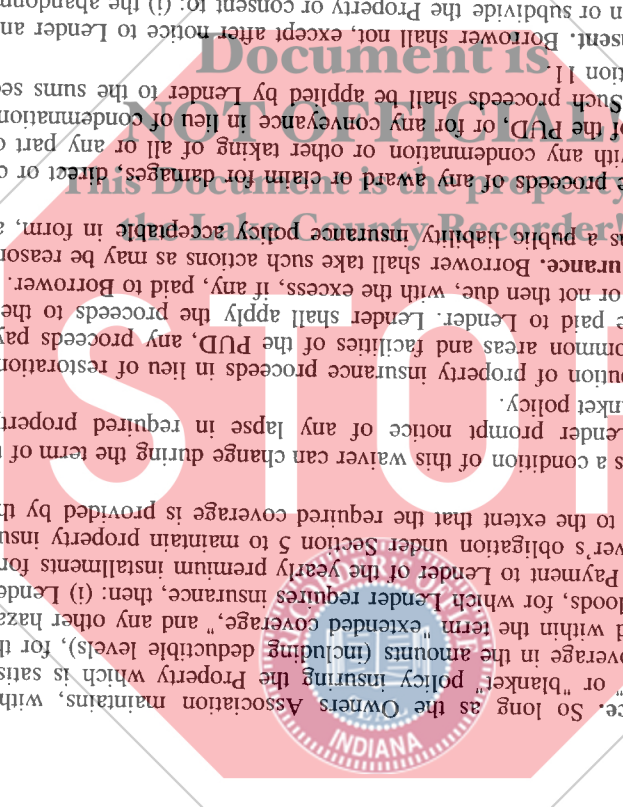 ce. So long as the Owners Association maintains, with
" or "blanket" policy insuring the Property which is satis
overage in the amounts (including deductible levels), for th
d within the term "extended coverage," and any other haza
loods, for which Lender requires insurance, then: (i) Lende
Payment to Lender of the yearly premium installments for
wer's obligation under Section 5 to maintain property insu
to the extent that the required coverage is provided by th
s a condition of this waiver can change during the term of
Lender prompt notice of any lapse in required property
nket policy.
bution of property insurance proceeds in lieu of restoration
ommon areas and facilities of the PUD, any proceeds pay
e paid to Lender. Lender shall apply the proceeds to the
or not then due, with the excess, if any, paid to Borrower.
urance. Borrower shall take such actions as may be reason
ns a public liability insurance policy acceptable in form, a
e proceeds of any award or claim for damages, direct or c
with any condemnation or other taking of all or any part o
of the PUD, or for any conveyance in lieu of condemnation
Such proceeds shall be applied by Lender to the sums sec
tion 11.
nsent. Borrower shall not, except after notice to Lender an
n or subdivide the Property or consent to: (i) the abandonm
Document is
NOT OFFICIAL!
This Document is the property
the Lake County Recorder!
STOP
INDIANA